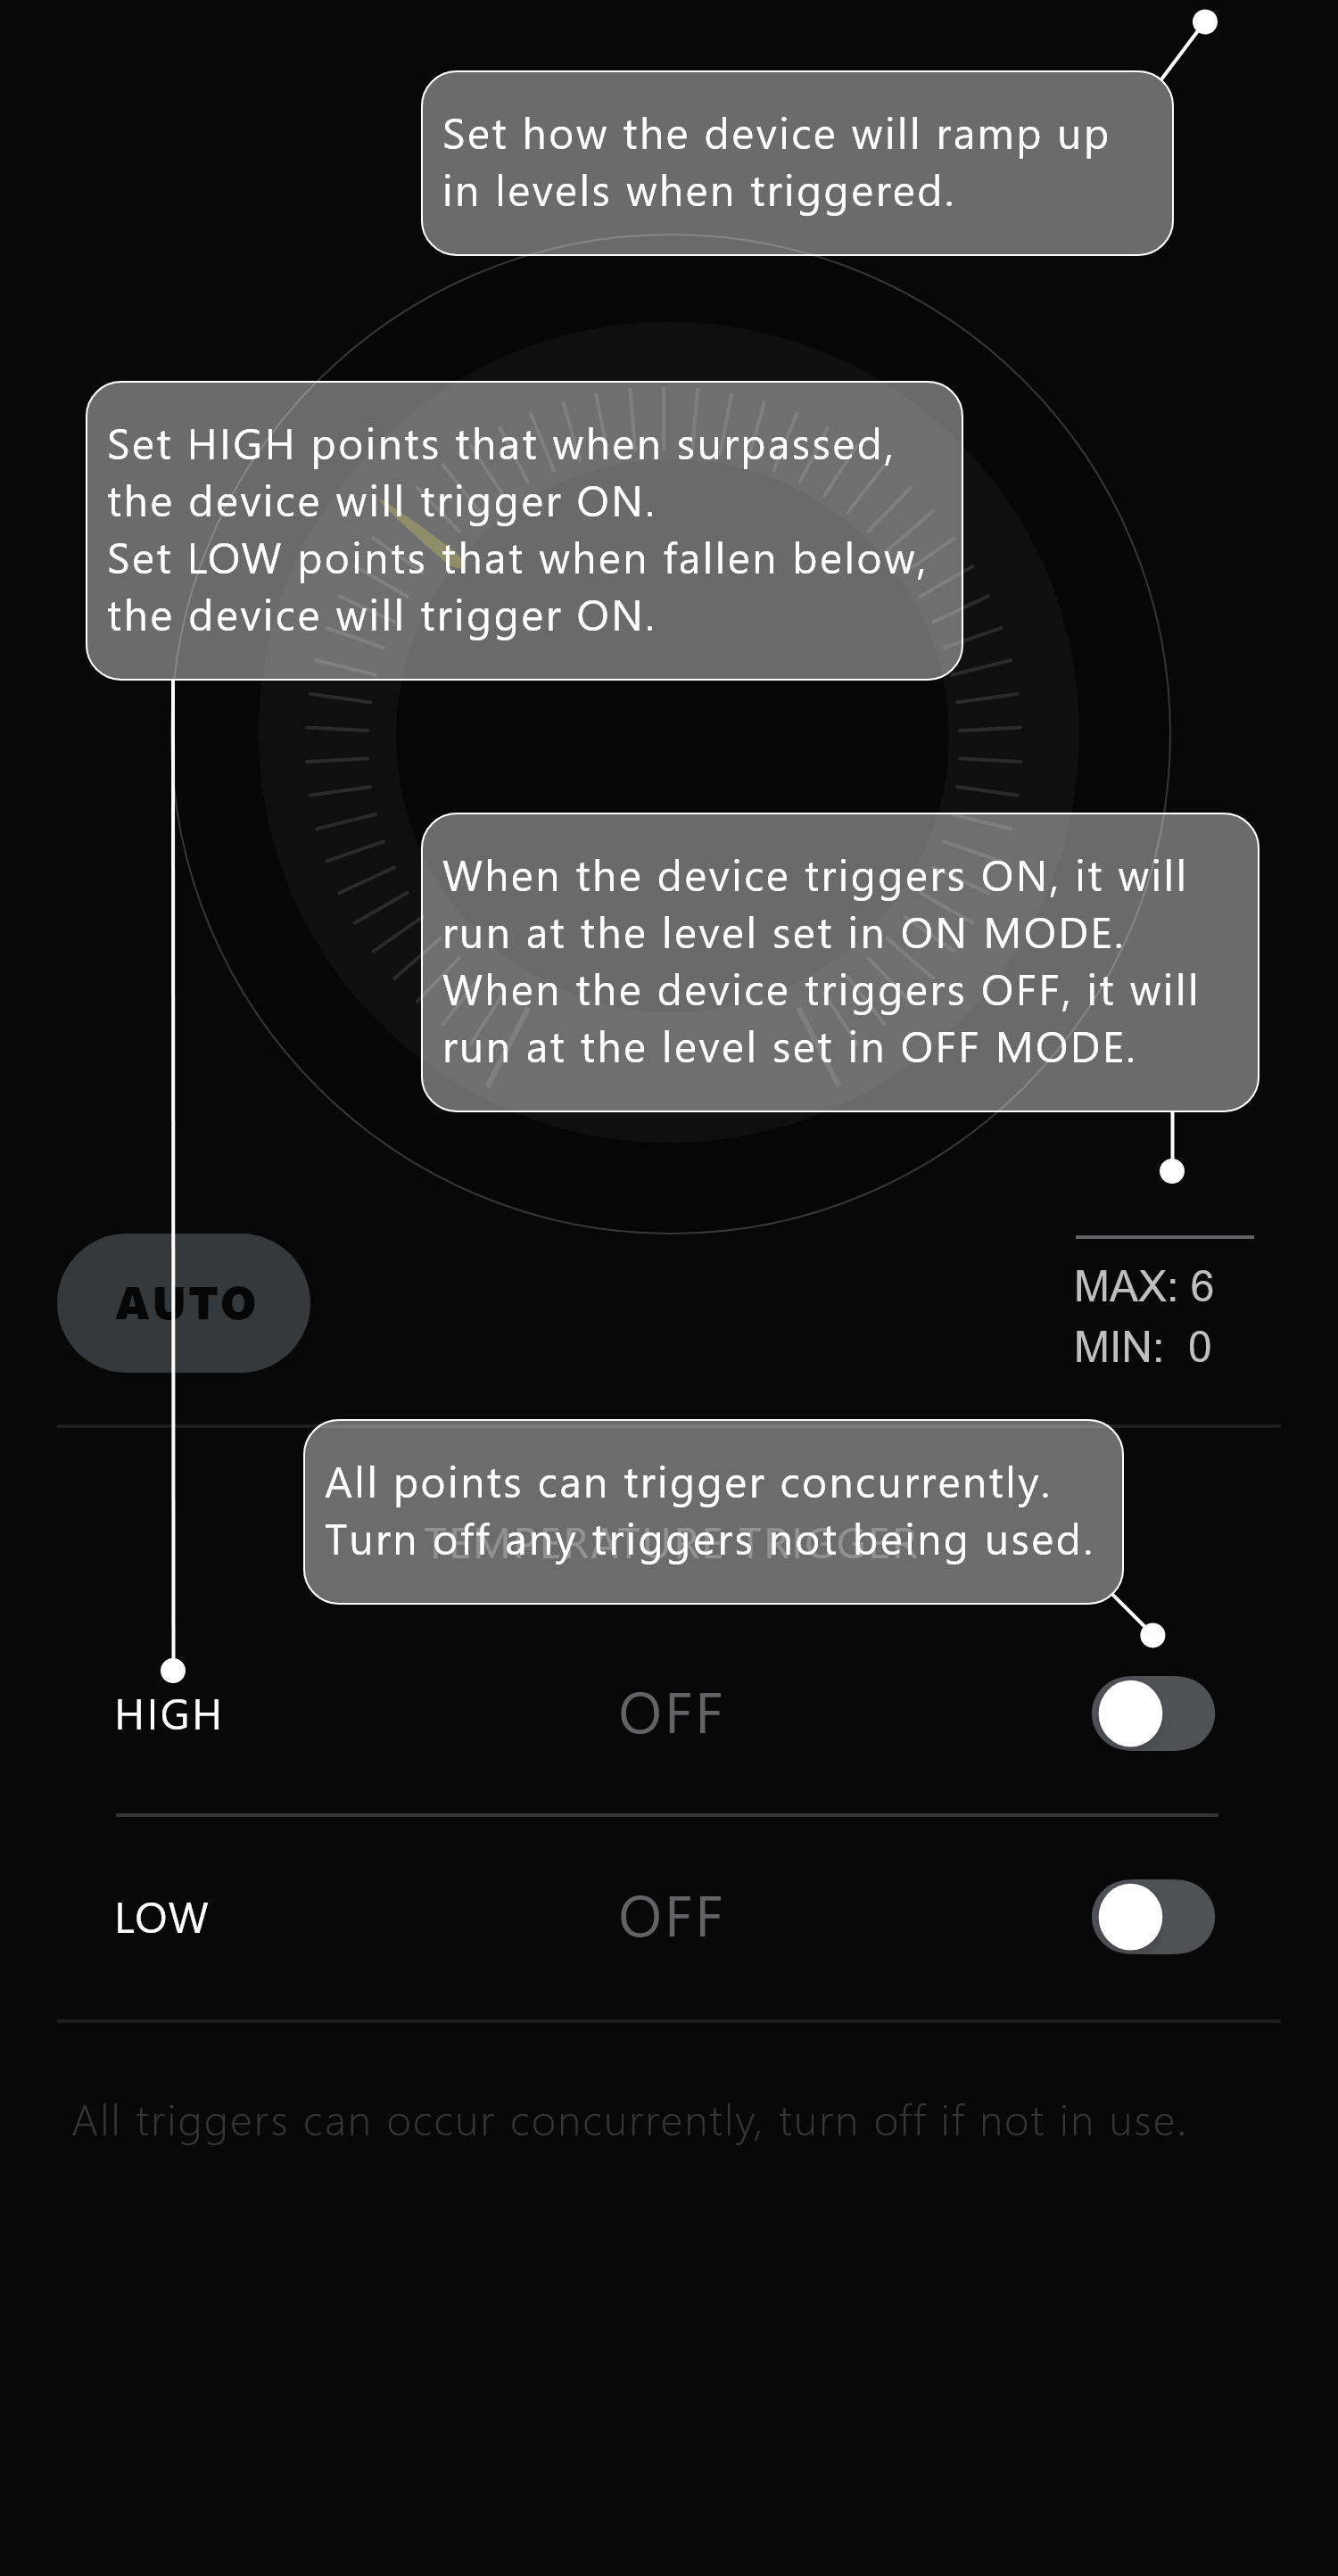 Set how the device will ramp up
in levels when triggered.
Set HIGH points that when surpassed,
the device will trigger ON.
Set LOW points that when fallen below,
the device will trigger ON.
When the device triggers ON, it will
run at the level set in ON MODE.
When the device triggers OFF, it will
run at the level set in OFF MODE.
AUTO
MAX: 6
MIN: 0
All points can trigger concurrently.
Turn off any triggers not being used.
TEMPERATURE TRIGGER
HIGH OFF
LOW OFF
All triggers can occur concurrently, turn off if not in use.